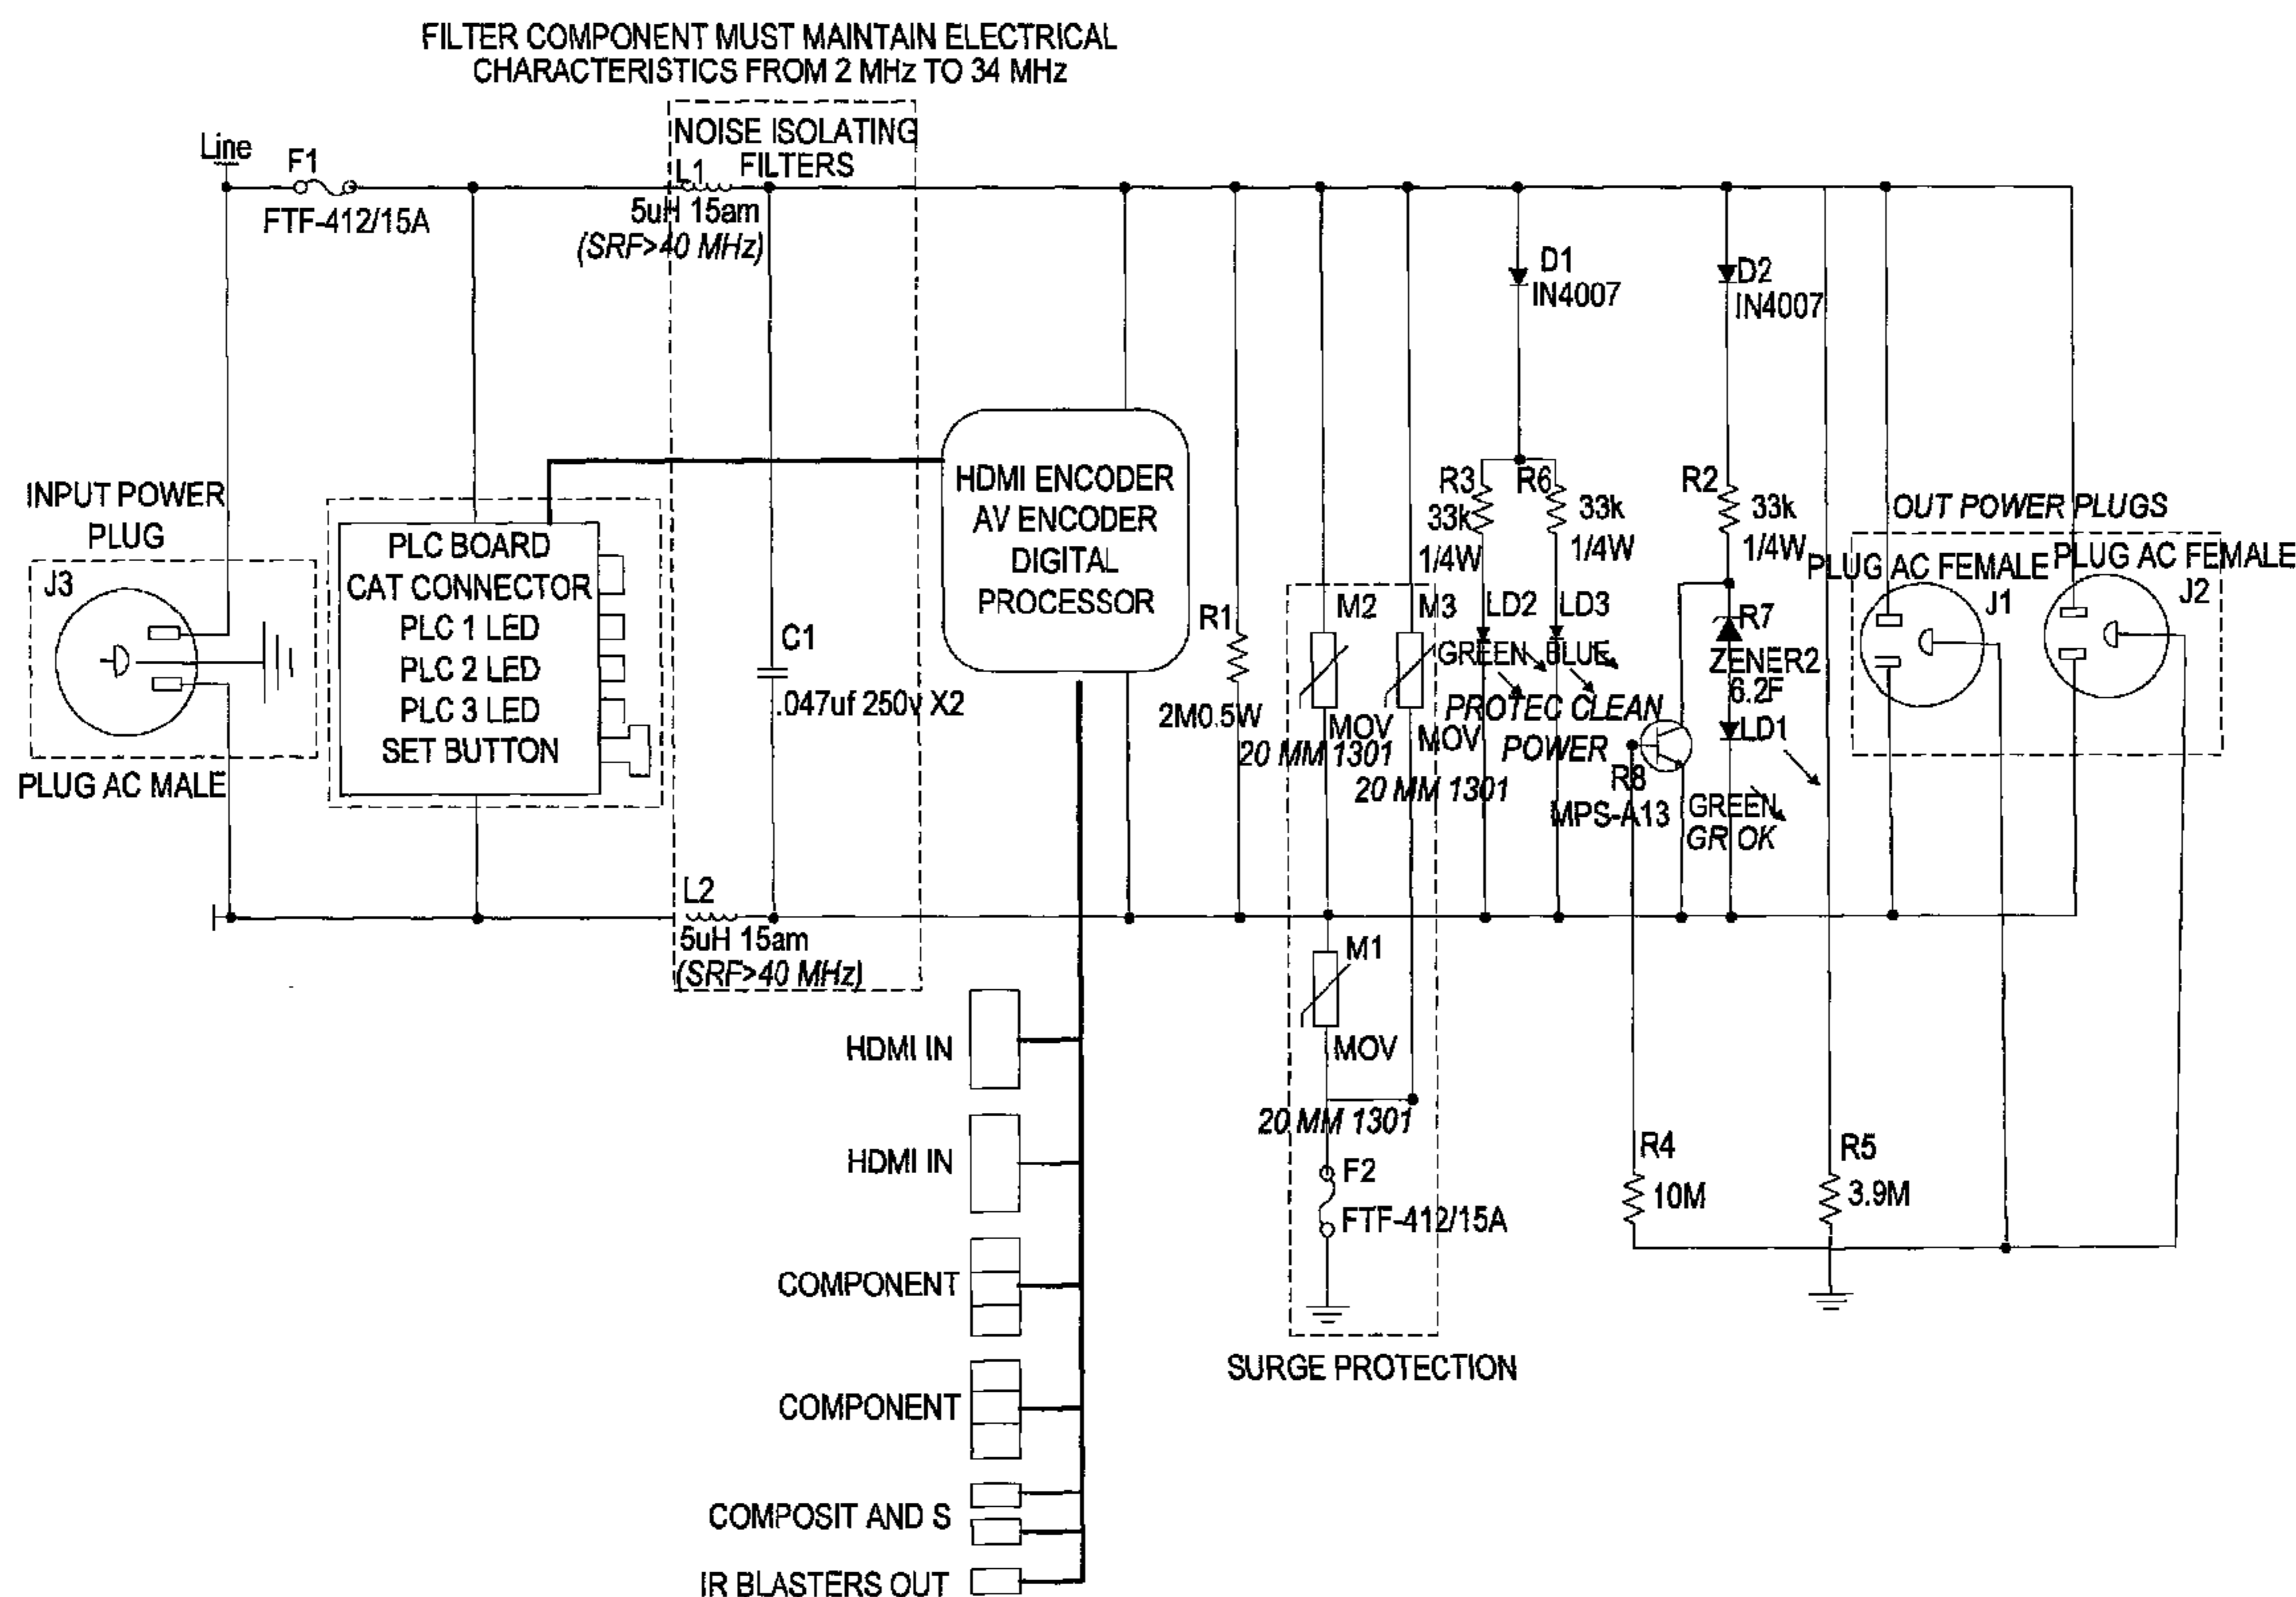 FILTER COMPONENT MUST MAINTAIN ELECTRICAL
CHARACTERISTICS FROM 2 MHz TO 34 MHz
NOISE ISOLATING
FILTERS
Line
F1
FTF-412/15A
L1
5uH 15am
(SRF>40 MHz)
D1
IN4007
D2
IN4007
INPUT POWER
PLUG
J3
PLUG AC MALE
PLC BOARD
CAT CONNECTOR
PLC 1 LED
PLC 2 LED
PLC 3 LED
SET BUTTON
C1
.047uf 250v X2
HDMI ENCODER
AV ENCODER
DIGITAL
PROCESSOR
R1
2M0.5W
M2
MOV
20 MM 1301
M3
MOV
20 MM 1301
R3
33k
1/4W
R6
33k
1/4W
LD2
GREEN
LD3
BLUE
PROTEC CLEAN
POWER
R2
33k
1/4W
R7
ZENER2
6.2F
LD1
GREEN
GR OK
R8
MPS-A13
OUT POWER PLUGS
PLUG AC FEMALE
J1
PLUG AC FEMALE
J2
L2
5uH 15am
(SRF>40 MHz)
M1
MOV
20 MM 1301
F2
FTF-412/15A
R4
10M
R5
3.9M
SURGE PROTECTION
HDMI IN
HDMI IN
COMPONENT
COMPONENT
COMPOSIT AND S
IR BLASTERS OUT